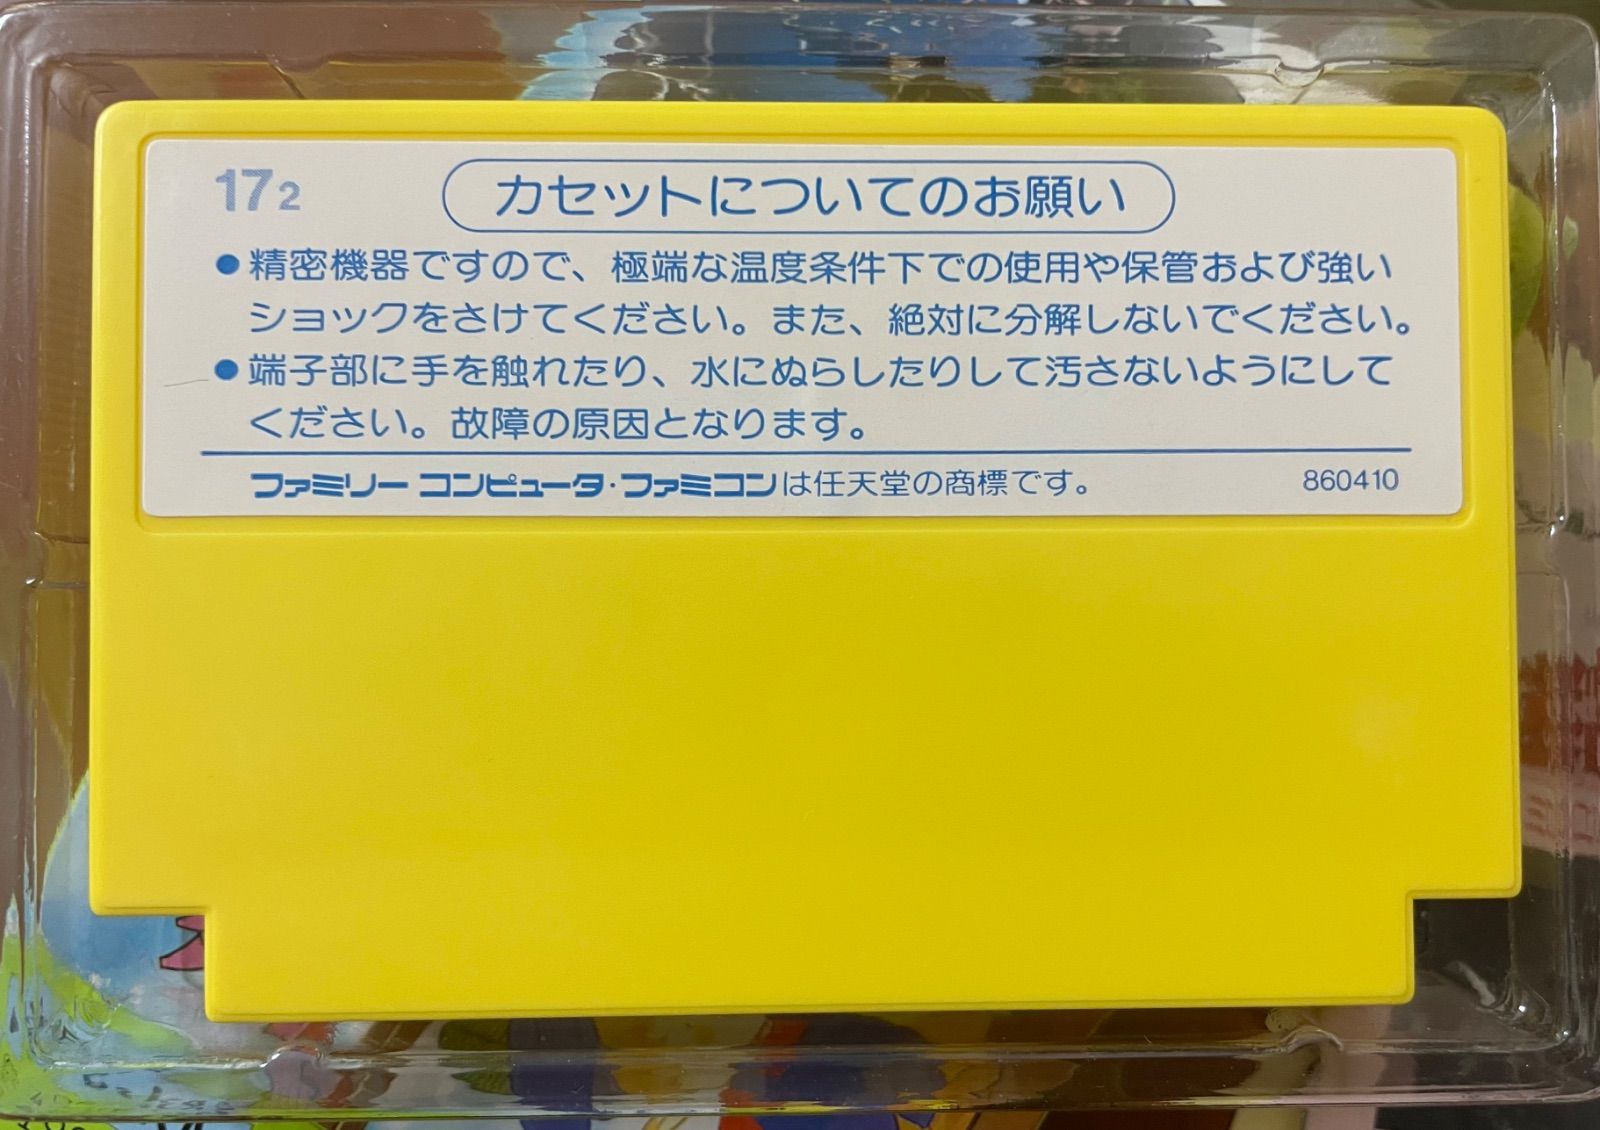 172
カセットについてのお願い
●精密機器ですので、極端な温度条件下での使用や保管および強い
ショックをさけてください。また、絶対に分解しないでください。
●端子部に手を触れたり、水にぬらしたりして汚さないようにして
ください。故障の原因となります。
ファミリーコンピュータ・ファミコンは任天堂の商標です。 860410